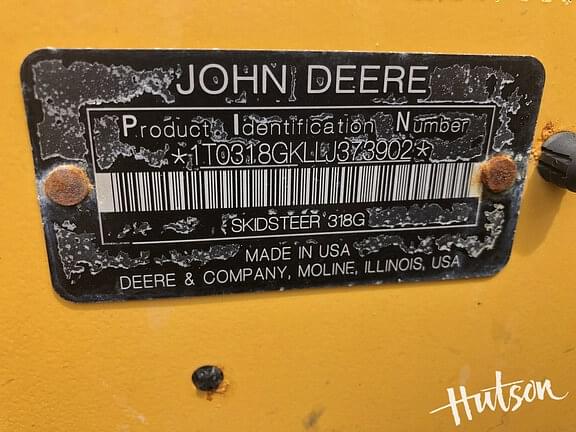 JOHN DEERE
Product Identification Number
*1T0318GKLLJ373902*
SKIDSTEER 318G
MADE IN USA
DEERE & COMPANY, MOLINE, ILLINOIS, USA
Hutson